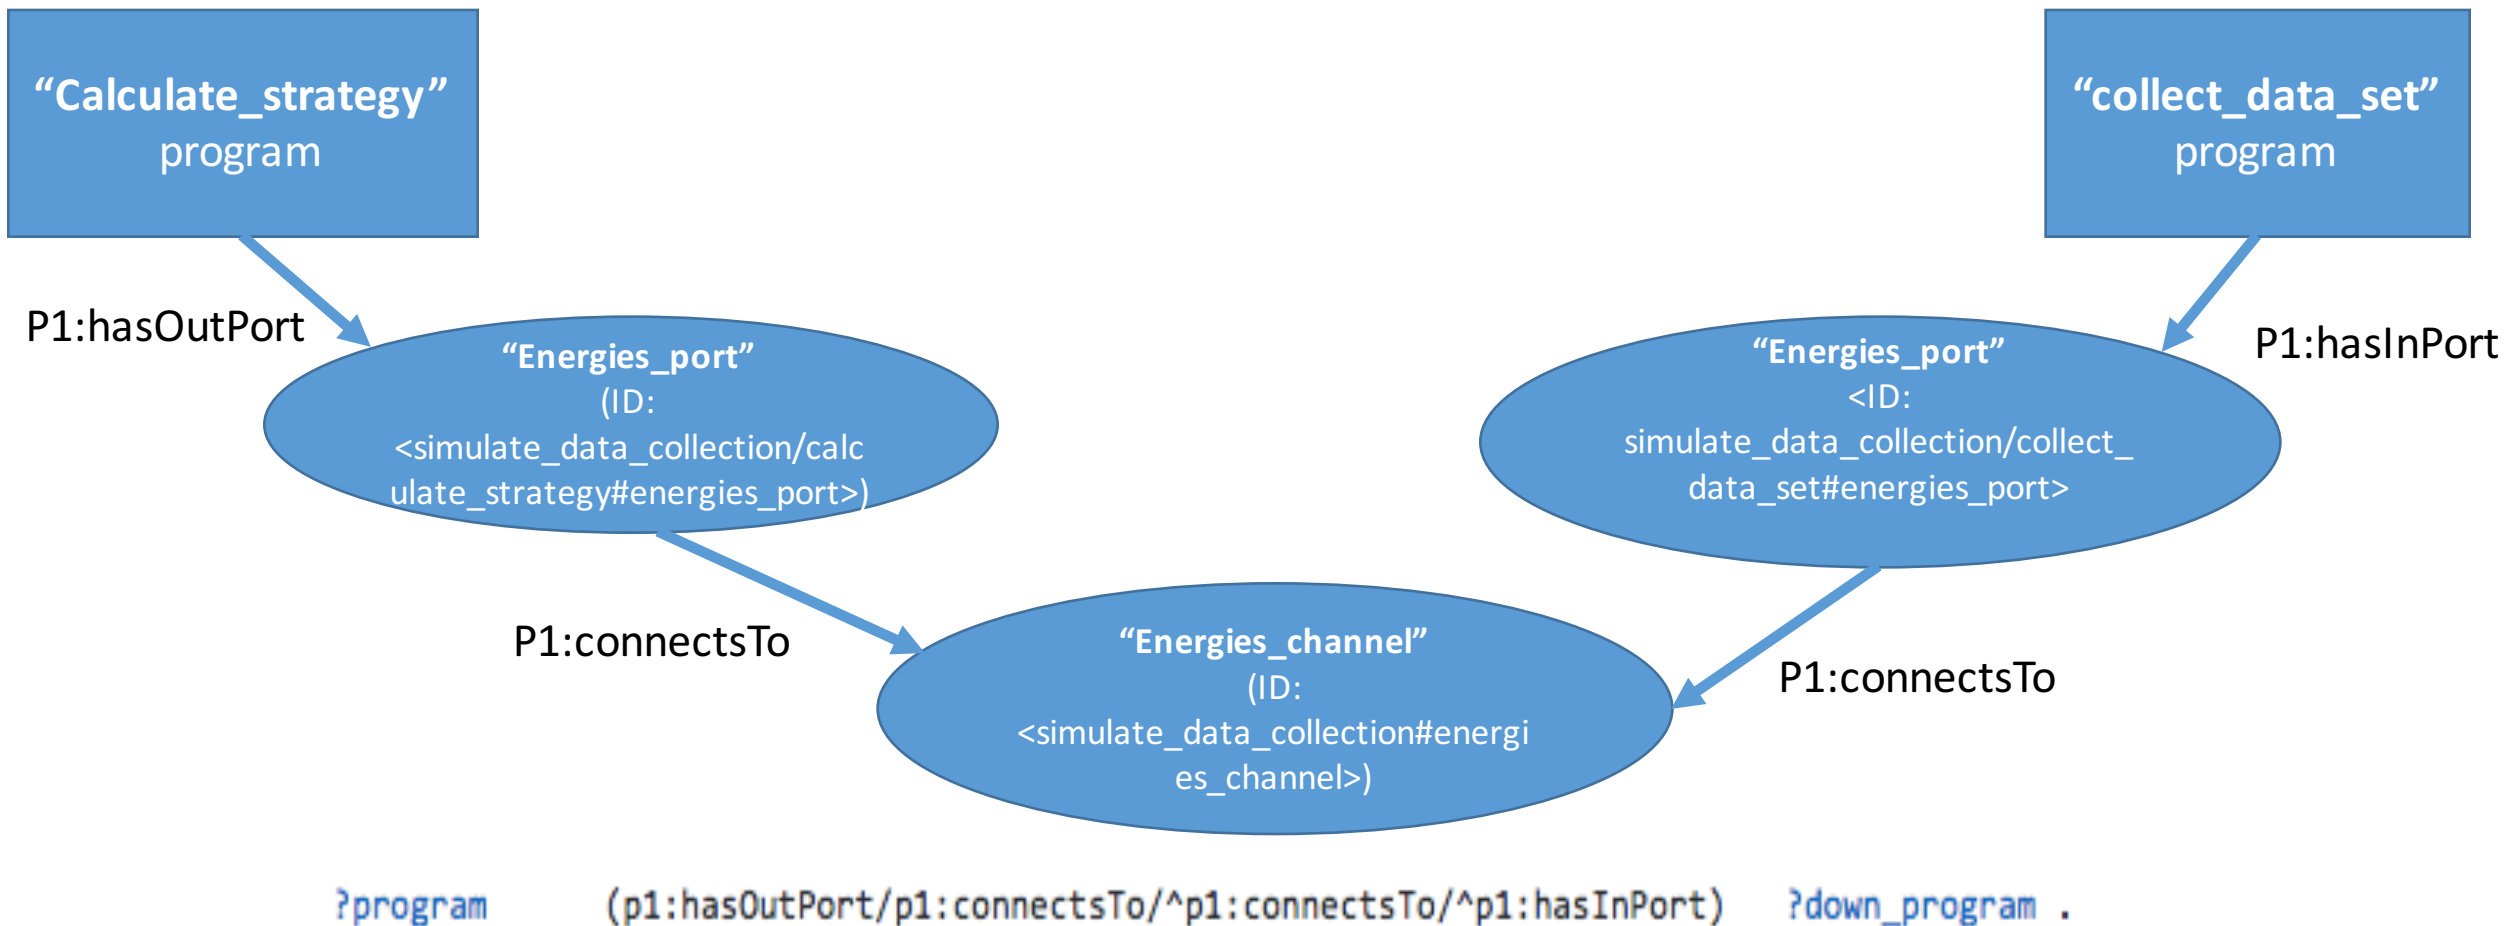 “Calculate_strategy”
program
“collect_data_set”
program
P1:hasOutPort
P1:hasInPort
“Energies_port”
(ID:
<simulate_data_collection/calc
ulate_strategy#energies_port>)
“Energies_port”
<ID:
simulate_data_collection/collect_
data_set#energies_port>
P1:connectsTo
P1:connectsTo
“Energies_channel”
(ID:
<simulate_data_collection#energi
es_channel>)
?program (p1:hasOutPort/p1:connectsTo/^p1:connectsTo/^p1:hasInPort) ?down_program .